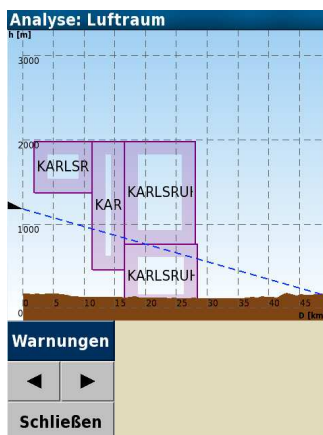 Analyse: Luftraum
h [m]
3000
2000
KARLSR
KAR
KARLSRUH
1000
KARLSRUH
0
0 5 10 15 20 25 30 35 40 45
D [km
Warnungen
Schließen